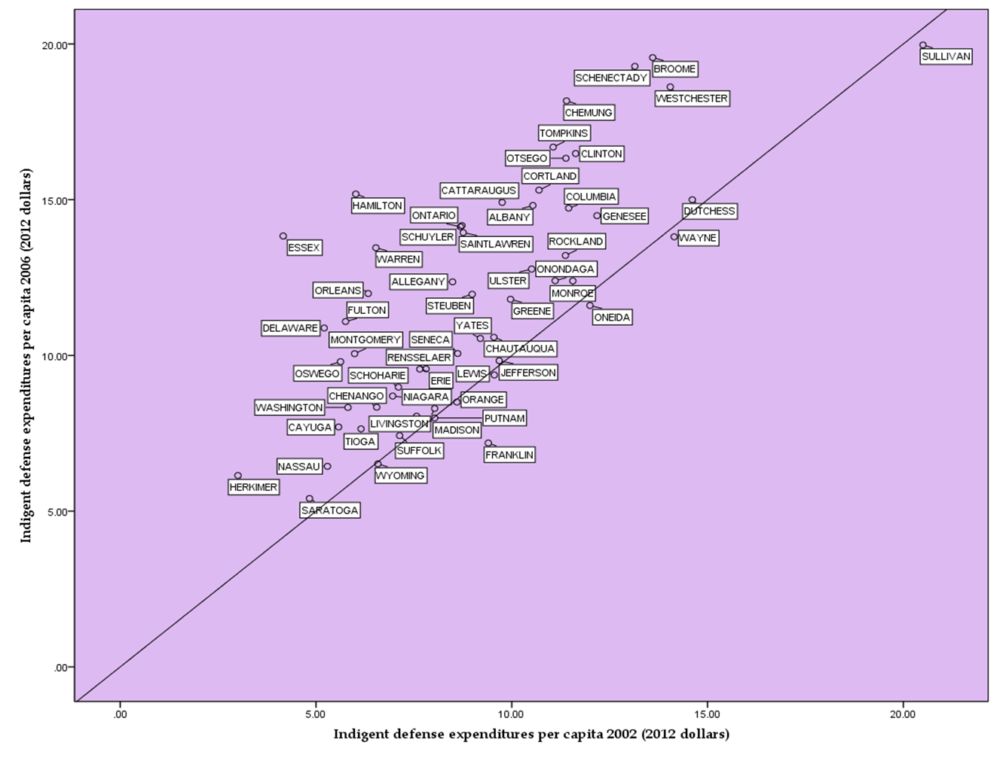 20.00
SULLIVAN
BROOME
SCHENECTADY
WESTCHESTER
CHEMUNG
TOMPKINS
OTSEGO
CLINTON
CORTLAND
CATTARAUGUS
COLUMBIA
15.00
HAMILTON
DUTCHESS
ONTARIO
ALBANY
GENESEE
SCHUYLER
WAYNE
SAINTLAWREN
ROCKLAND
ESSEX
WARREN
ONONDAGA
ULSTER
ALLEGANY
ORLEANS
MONROE
STEUBEN
FULTON
GREENE
ONEIDA
DELAWARE
YATES
MONTGOMERY
SENECA
CHAUTAUQUA
10.00
RENSSELAER
OSWEGO
SCHOHARIE
LEWIS
JEFFERSON
ERIE
CHENANGO
NIAGARA
ORANGE
WASHINGTON
PUTNAM
LIVINGSTON
CAYUGA
MADISON
TIOGA
SUFFOLK
FRANKLIN
NASSAU
WYOMING
HERKIMER
5.00
SARATOGA
.00
Indigent defense expenditures per capita 2006 (2012 dollars)
.00
5.00
10.00
15.00
20.00
Indigent defense expenditures per capita 2002 (2012 dollars)